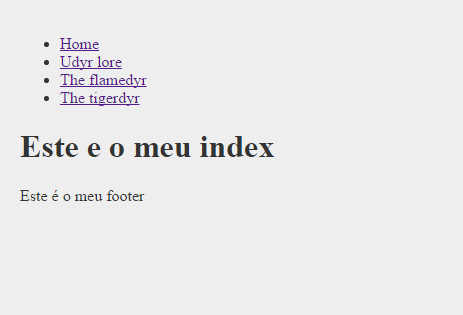 Home
Udyr lore
The flamedyr
The tigerdyr
Este e o meu index
Este é o meu footer